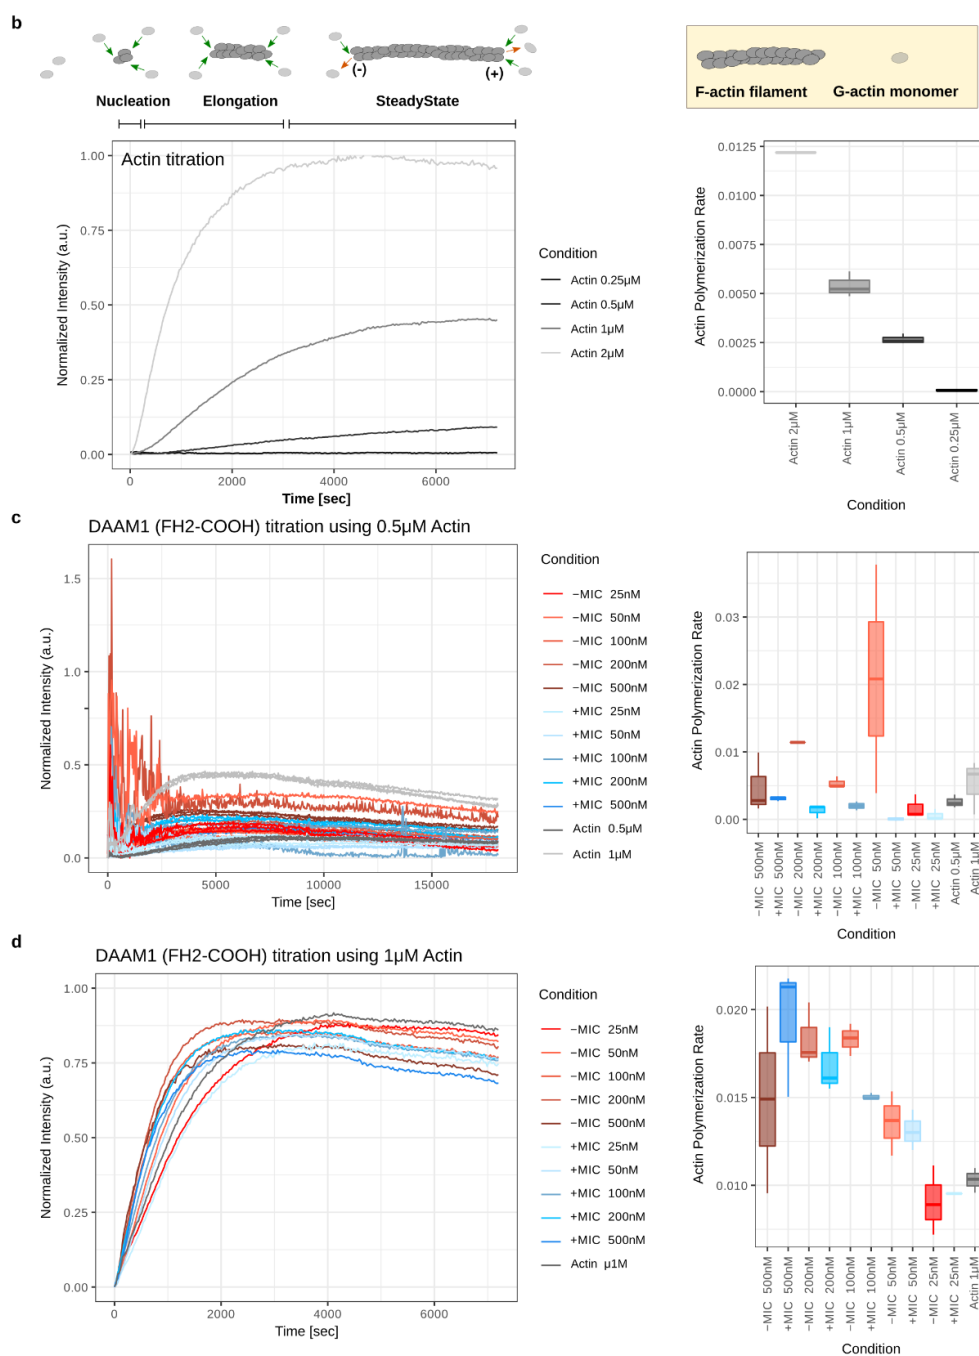 b
(-)
(+)
Nucleation Elongation SteadyState
F-actin filament G-actin monomer
Actin titration
Normalized Intensity (a.u.)
1.00
0.75
0.50
0.25
0.00
0 2000 4000 6000
Time [sec]
Condition
Actin 0.25μM
Actin 0.5μM
Actin 1μM
Actin 2μM
Actin Polymerization Rate
0.0125
0.0100
0.0075
0.0050
0.0025
0.0000
Actin 2μM
Actin 1μM
Actin 0.5μM
Actin 0.25μM
Condition
c
DAAM1 (FH2-COOH) titration using 0.5μM Actin
Normalized Intensity (a.u.)
1.5
1.0
0.5
0.0
0 5000 10000 15000
Time [sec]
Condition
−MIC 25nM
−MIC 50nM
−MIC 100nM
−MIC 200nM
−MIC 500nM
+MIC 25nM
+MIC 50nM
+MIC 100nM
+MIC 200nM
+MIC 500nM
Actin 0.5μM
Actin 1μM
Actin Polymerization Rate
0.03
0.02
0.01
0.00
−MIC 500nM
+MIC 500nM
−MIC 200nM
+MIC 200nM
−MIC 100nM
+MIC 100nM
−MIC 50nM
+MIC 50nM
−MIC 25nM
+MIC 25nM
Actin 0.5μM
Actin 1μM
Condition
d
DAAM1 (FH2-COOH) titration using 1μM Actin
Normalized Intensity (a.u.)
1.00
0.75
0.50
0.25
0.00
0 2000 4000 6000
Time [sec]
Condition
−MIC 25nM
−MIC 50nM
−MIC 100nM
−MIC 200nM
−MIC 500nM
+MIC 25nM
+MIC 50nM
+MIC 100nM
+MIC 200nM
+MIC 500nM
Actin μ1M
Actin Polymerization Rate
0.020
0.015
0.010
−MIC 500nM
+MIC 500nM
−MIC 200nM
+MIC 200nM
−MIC 100nM
+MIC 100nM
−MIC 50nM
+MIC 50nM
−MIC 25nM
+MIC 25nM
Actin 1μM
Condition